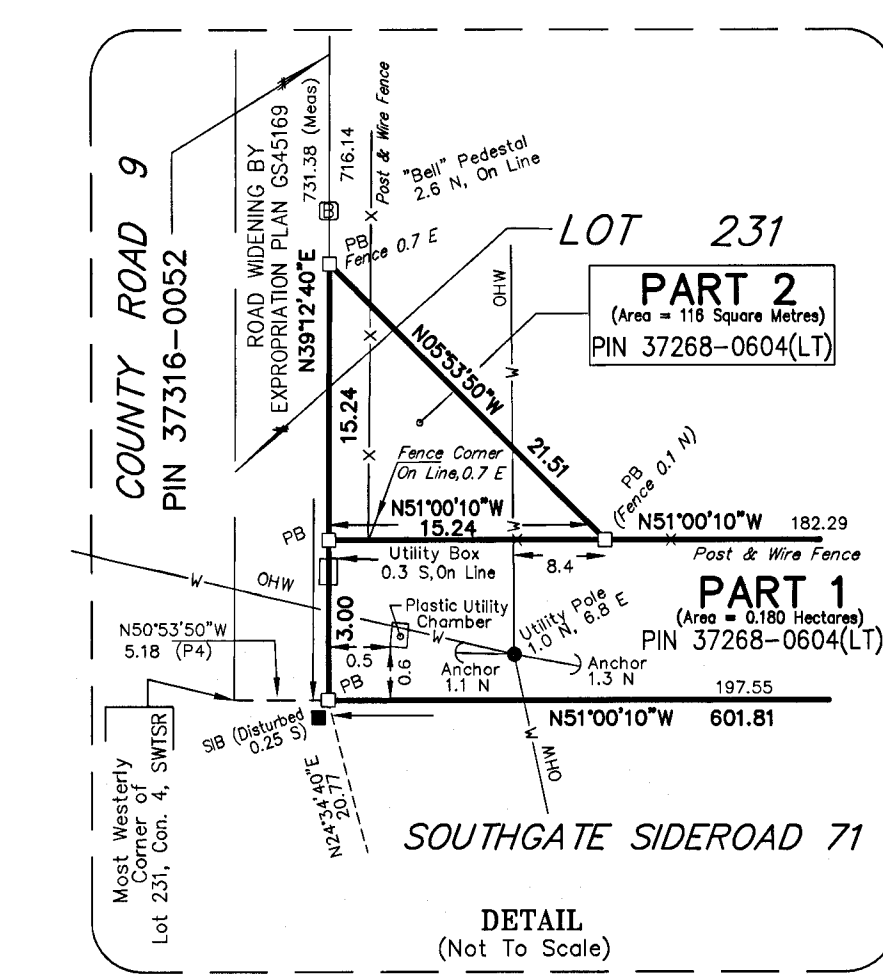 COUNTY ROAD 9
PIN 37316-0052
ROAD WIDENING BY
EXPROPRIATION PLAN GS45169
731.38 (Meas)
716.14
Post & Wire Fence
"Bell" Pedestal
2.6 N, On Line
B
PB
Fence 0.7 E
N39°12'40"E
15.24
LOT 231
OHW
W
PART 2
(Area = 116 Square Metres)
PIN 37268-0604(LT)
N05°53'50"W
21.51
Fence Corner
On Line, 0.7 E
PB
(Fence 0.1 N)
N51°00'10"W
15.24
W
N51°00'10"W
182.29
Post & Wire Fence
PB
Utility Box
0.3 S, On Line
8.4
PART 1
(Area = 0.180 Hectares)
PIN 37268-0604(LT)
W
OHW
3.00
Plastic Utility
Chamber
W
Utility Pole
1.0 N, 6.8 E
N50°53'50"W
5.18 (P4)
0.5
0.6
Anchor
1.1 N
Anchor
1.3 N
PB
197.55
N51°00'10"W 601.81
SIB (Disturbed
0.25 S)
W
OHW
N24°34'40"E
20.77
Most Westerly
Corner of
Lot 231, Con. 4, SWTSR
SOUTHGATE SIDEROAD 71
DETAIL
(Not To Scale)